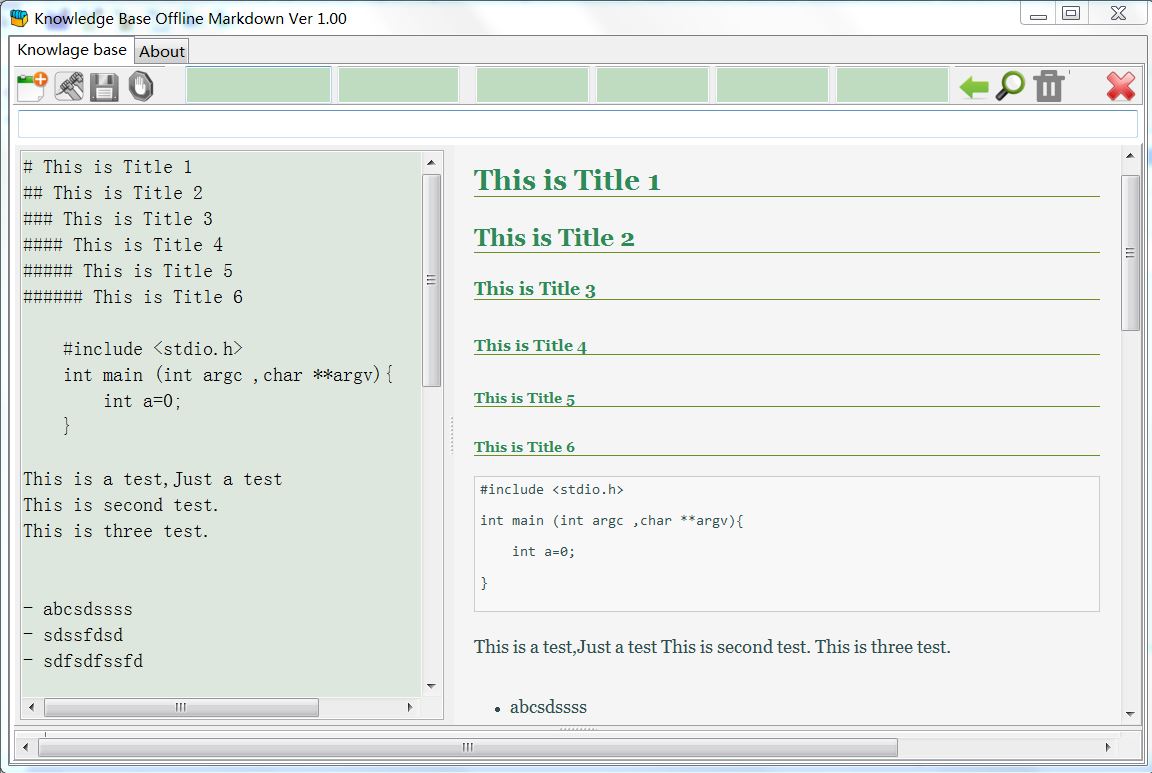 Knowledge Base Offline Markdown Ver 1.00
Knowlage base
About
# This is Title 1
## This is Title 2
### This is Title 3
#### This is Title 4
##### This is Title 5
###### This is Title 6
#include <stdio.h>
int main (int argc ,char **argv){
int a=0;
}
This is a test,Just a test
This is second test.
This is three test.
- abcsdssss
- sdssfdsd
- sdfsdfssfd
This is Title 1
This is Title 2
This is Title 3
This is Title 4
This is Title 5
This is Title 6
#include <stdio.h>
int main (int argc ,char **argv){
int a=0;
}
This is a test,Just a test This is second test. This is three test.
• abcsdssss